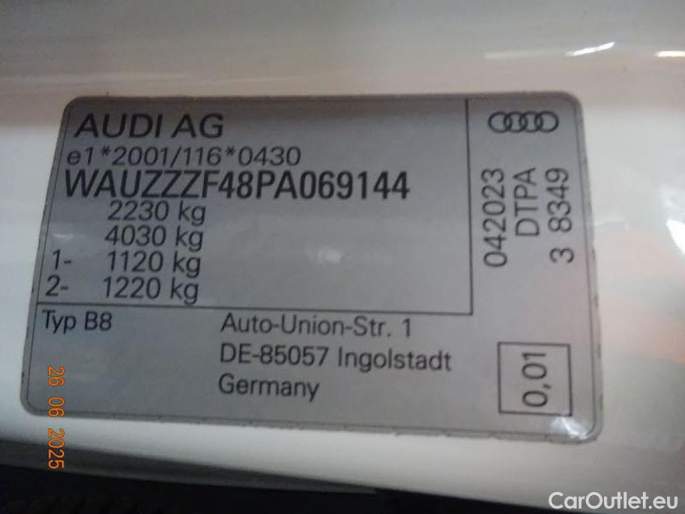 AUDI AG
e1*2001/116*0430
WAUZZZF48PA069144
2230 kg
4030 kg
1- 1120 kg
2- 1220 kg
Typ B8
Auto-Union-Str. 1
DE-85057 Ingolstadt
Germany
042023
DTPA
3 8349
0,01
26 06 2025
CarOutlet.eu